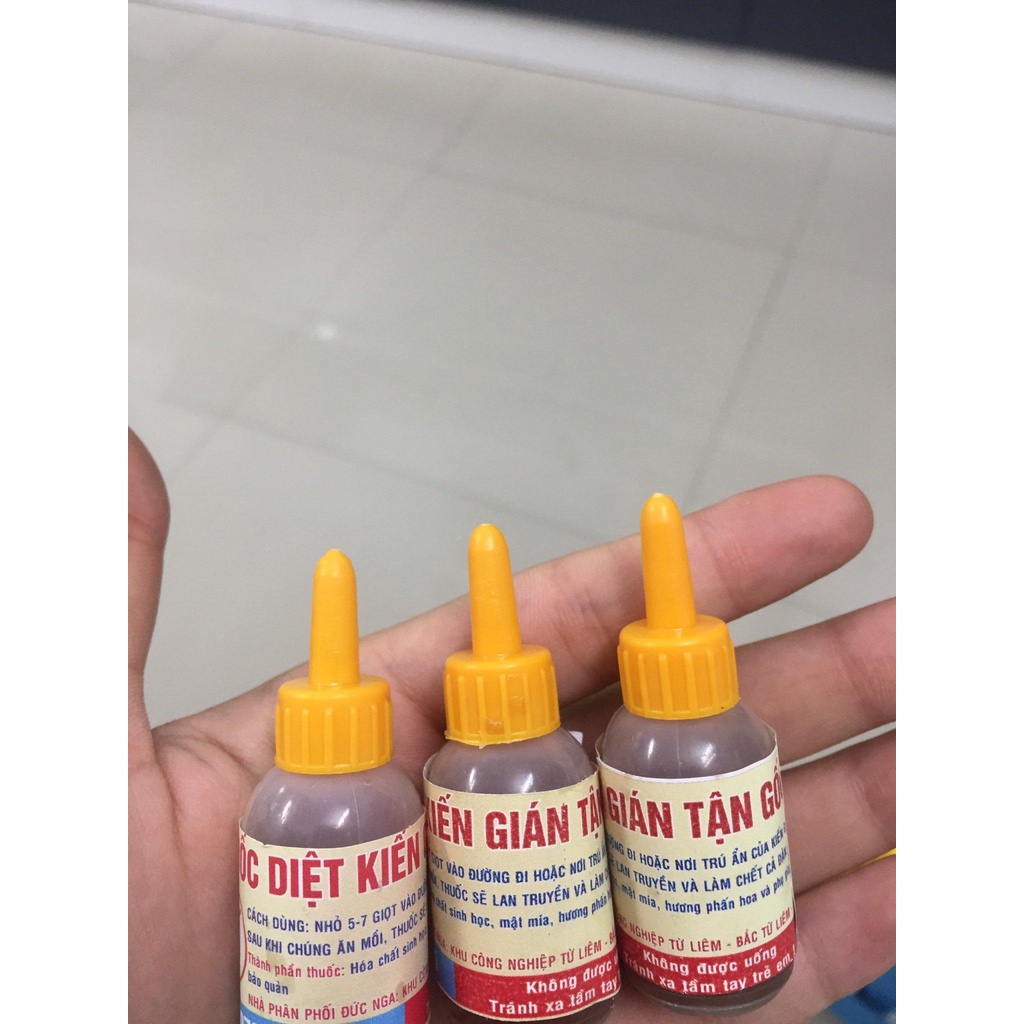 ỐC DIỆT KIẾN
CÁCH DÙNG: NHỎ 5-7 GIỌT VÀO
SAU KHI CHÚNG ĂN MỒI, THUỐC SẼ
Thành phần thuốc: Hóa chất sinh
bảo quản
NHÀ PHÂN PHỐI ĐỨC NGA: KHU
KIẾN GIÁN TẬN
GIỌT VÀO ĐƯỜNG ĐI HOẶC NƠI TRÚ
THUỐC SẼ LAN TRUYỀN VÀ LÀM
chất sinh học, mật mía, hương phấn
KHU CÔNG NGHIỆP TỪ LIÊM -
Không được
Tránh xa tầm tay
GIÁN TẬN GỐ
ĐI HOẶC NƠI TRÚ ẨN CỦA KIẾN
LAN TRUYỀN VÀ LÀM CHẾT CẢ ĐÀN
mật mía, hương phấn hoa và phụ
NGHIỆP TỪ LIÊM - BẮC TỪ LIÊM
Không được uống
Tránh xa tầm tay trẻ em